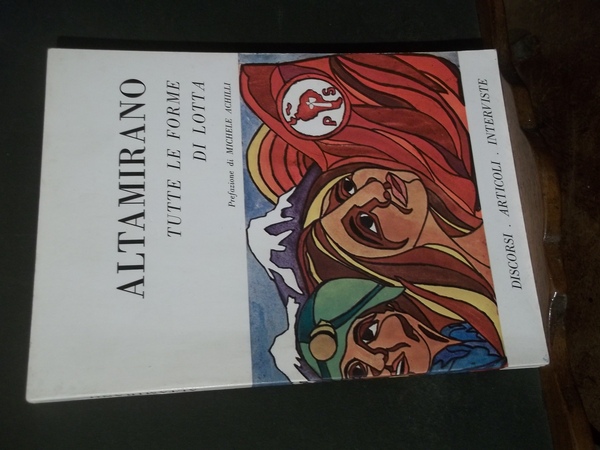 ALTAMIRANO
TUTTE LE FORME
DI LOTTA
Prefazione di MICHELE ACHILLI
PS
DISCORSI . ARTICOLI . INTERVISTE